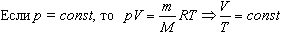 Если p = const, то pV = m/M RT ⇒ V/T = const